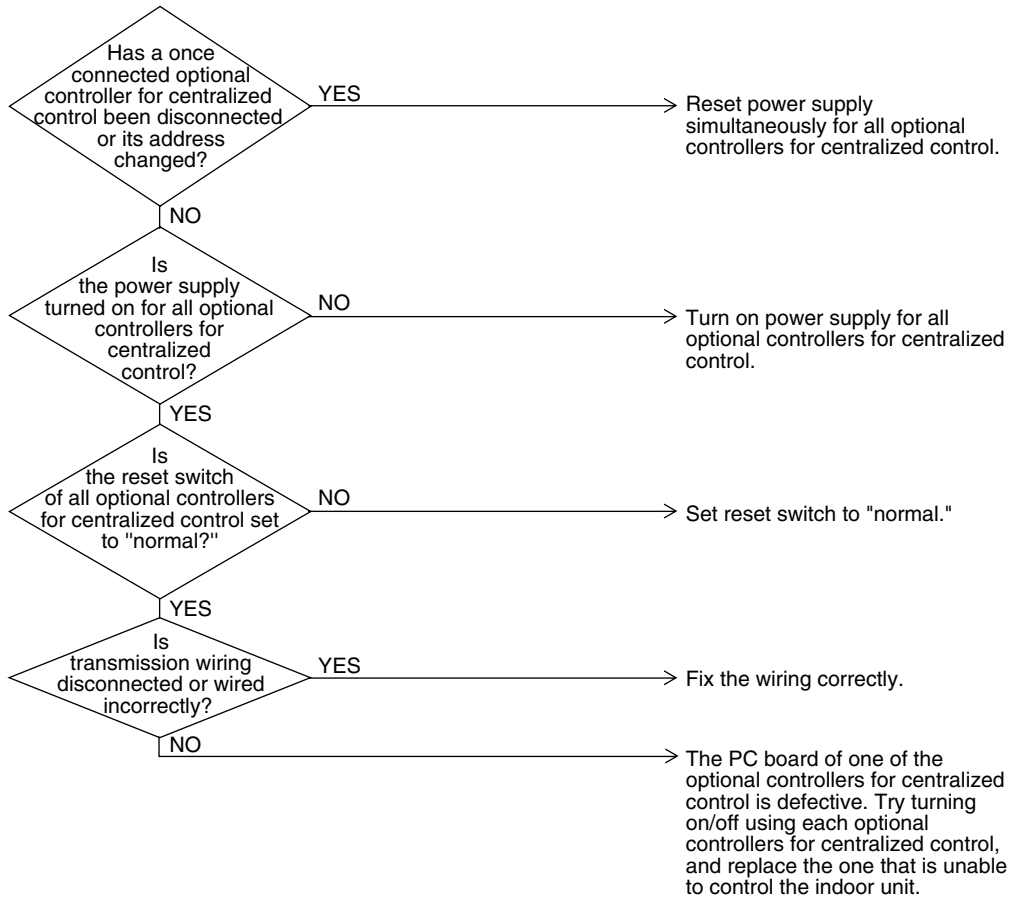 Has a once
connected optional
controller for centralized
control been disconnected
or its address
changed?
YES
Reset power supply
simultaneously for all optional
controllers for centralized control.
NO
Is
the power supply
turned on for all optional
controllers for
centralized
control?
NO
Turn on power supply for all
optional controllers for centralized
control.
YES
Is
the reset switch
of all optional controllers
for centralized control set
to "normal?"
NO
Set reset switch to "normal."
YES
Is
transmission wiring
disconnected or wired
incorrectly?
YES
Fix the wiring correctly.
NO
The PC board of one of the
optional controllers for centralized
control is defective. Try turning
on/off using each optional
controllers for centralized control,
and replace the one that is unable
to control the indoor unit.